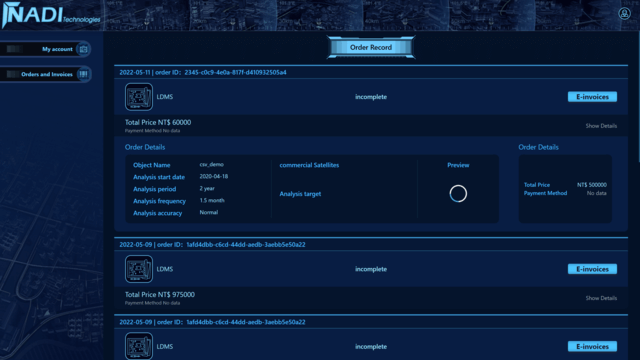 NADI Technologies
My account
Orders and Invoices
Order Record
2022-05-11 | order ID: 2345-c0c9-4e0a-817f-d410932505a4
LDMS
incomplete
E-invoices
Total Price NT$ 60000
Payment Method No data
Show Details
Order Details
Object Name csv_demo
Analysis start date 2020-04-18
Analysis period 2 year
Analysis frequency 1.5 month
Analysis accuracy Normal
commercial Satellites
Analysis target
Preview
Order Details
Total Price NT$ 500000
Payment Method No data
2022-05-09 | order ID: 1afd4dbb-c6cd-44dd-aedb-3aebb5e50a22
LDMS
incomplete
E-invoices
Total Price NT$ 975000
Payment Method No data
Show Details
2022-05-09 | order ID: 1afd4dbb-c6cd-44dd-aedb-3aebb5e50a22
LDMS
incomplete
E-invoices